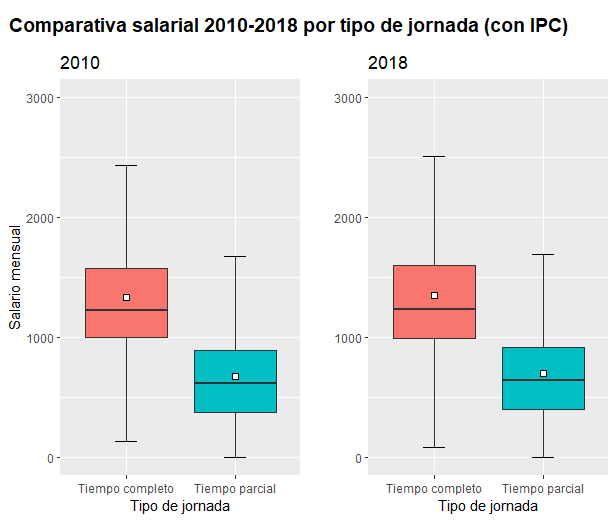 Comparativa salarial 2010-2018 por tipo de jornada (con IPC)
2010
3000
2000
1000
0
Salario mensual
Tiempo completo Tiempo parcial
Tipo de jornada
2018
3000
2000
1000
0
Tiempo completo Tiempo parcial
Tipo de jornada